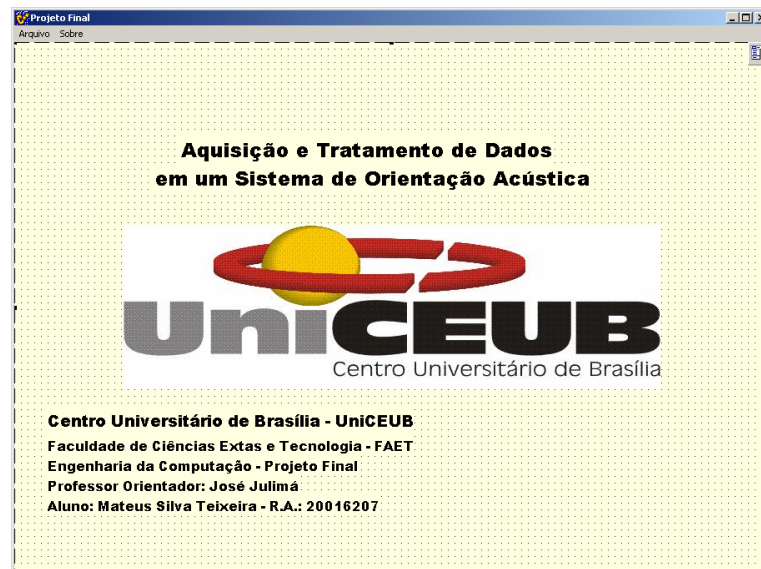 Projeto Final
Arquivo Sobre
Aquisição e Tratamento de Dados
em um Sistema de Orientação Acústica
UniCEUB
Centro Universitário de Brasília
Centro Universitário de Brasília - UniCEUB
Faculdade de Ciências Extas e Tecnologia - FAET
Engenharia da Computação - Projeto Final
Professor Orientador: José Julimá
Aluno: Mateus Silva Teixeira - R.A.: 20016207